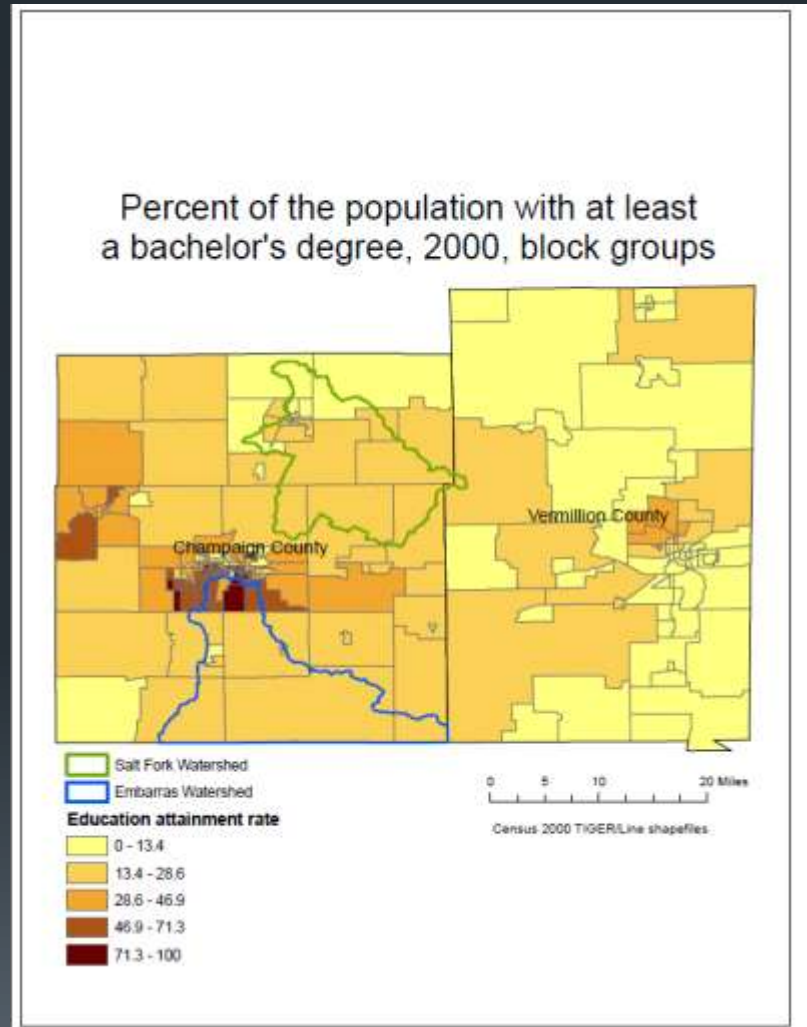 Percent of the population with at least
a bachelor's degree, 2000, block groups
Champaign County
Vermillion County
Salt Fork Watershed
Embarras Watershed
Education attainment rate
0 - 13.4
13.4 - 28.6
28.6 - 46.9
46.9 - 71.3
71.3 - 100
0 5 10 20 Miles
Census 2000 TIGER/Line shapefiles